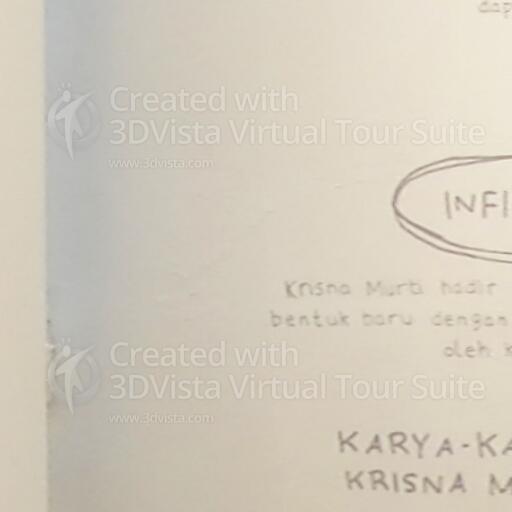 Created with
3DVista Virtual Tour Suite
www.3dvista.com
INFI
Krisna Murti hadir
bentuk baru dengan
oleh K
Created with
3DVista Virtual Tour Suite
www.3dvista.com
KARYA-KA
KRISNA M